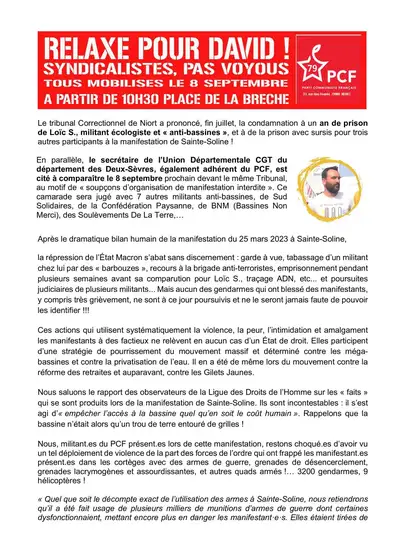 RELAXE POUR DAVID !
SYNDICALISTES, PAS VOYOUS
TOUS MOBILISES LE 8 SEPTEMBRE
A PARTIR DE 10H30 PLACE DE LA BRECHE
79
PCF
PARTI COMMUNISTE FRANÇAIS
Le tribunal Correctionnel de Niort a prononcé, fin juillet, la condamnation à un an de prison
de Loïc S., militant écologiste et « anti-bassines », et à de la prison avec sursis pour trois
autres participants à la manifestation de Sainte-Soline !
En parallèle, le secrétaire de l'Union Départementale CGT du
département des Deux-Sèvres, également adhérent du PCF, est
cité à comparaître le 8 septembre prochain devant le même Tribunal,
au motif de « soupçons d'organisation de manifestation interdite ». Ce
camarade sera jugé avec 7 autres militants anti-bassines, de Sud
Solidaires, de la Confédération Paysanne, de BNM (Bassines Non
Merci), des Soulèvements De La Terre,…
Après le dramatique bilan humain de la manifestation du 25 mars 2023 à Sainte-Soline,
la répression de l'État Macron s'abat sans discernement : garde à vue, tabassage d'un militant
chez lui par des « barbouzes », recours à la brigade anti-terroristes, emprisonnement pendant
plusieurs semaines avant sa comparution pour Loïc S., traçage ADN, etc... et poursuites
judiciaires de plusieurs militants... Mais aucun des gendarmes qui ont blessé des manifestants,
y compris très grièvement, ne sont à ce jour poursuivis et ne le seront jamais faute de pouvoir
les identifier !!!
Ces actions qui utilisent systématiquement la violence, la peur, l'intimidation et amalgament
les manifestants à des factieux ne relèvent en aucun cas d'un État de droit. Elles participent
d'une stratégie de pourrissement du mouvement massif et déterminé contre les méga-
bassines et contre la privatisation de l'eau. Il en a été de même lors du mouvement contre la
réforme des retraites et auparavant, contre les Gilets Jaunes.
Nous saluons le rapport des observateurs de la Ligue des Droits de l'Homme sur les « faits »
qui se sont produits lors de la manifestation de Sainte-Soline. Ils sont incontestables : il s'est
agi d'« empêcher l'accès à la bassine quel qu'en soit le coût humain ». Rappelons que la
bassine n'était alors qu'un trou de terre entouré de grilles !
Nous, militant.es du PCF présent.es lors de cette manifestation, restons choqué.es d'avoir vu
un tel déploiement de violence de la part des forces de l'ordre qui ont frappé les manifestant.es
présent.es dans les cortèges avec des armes de guerre, grenades de désencerclement,
grenades lacrymogènes et assourdissantes, et autres quads armés !… 3200 gendarmes, 9
hélicoptères !
« Quel que soit le décompte exact de l'utilisation des armes à Sainte-Soline, nous retiendrons
qu'il a été fait usage de plusieurs milliers de munitions d'armes de guerre dont certaines
dysfonctionnaient, mettant encore plus en danger les manifestant·e·s. Elles étaient tirées de